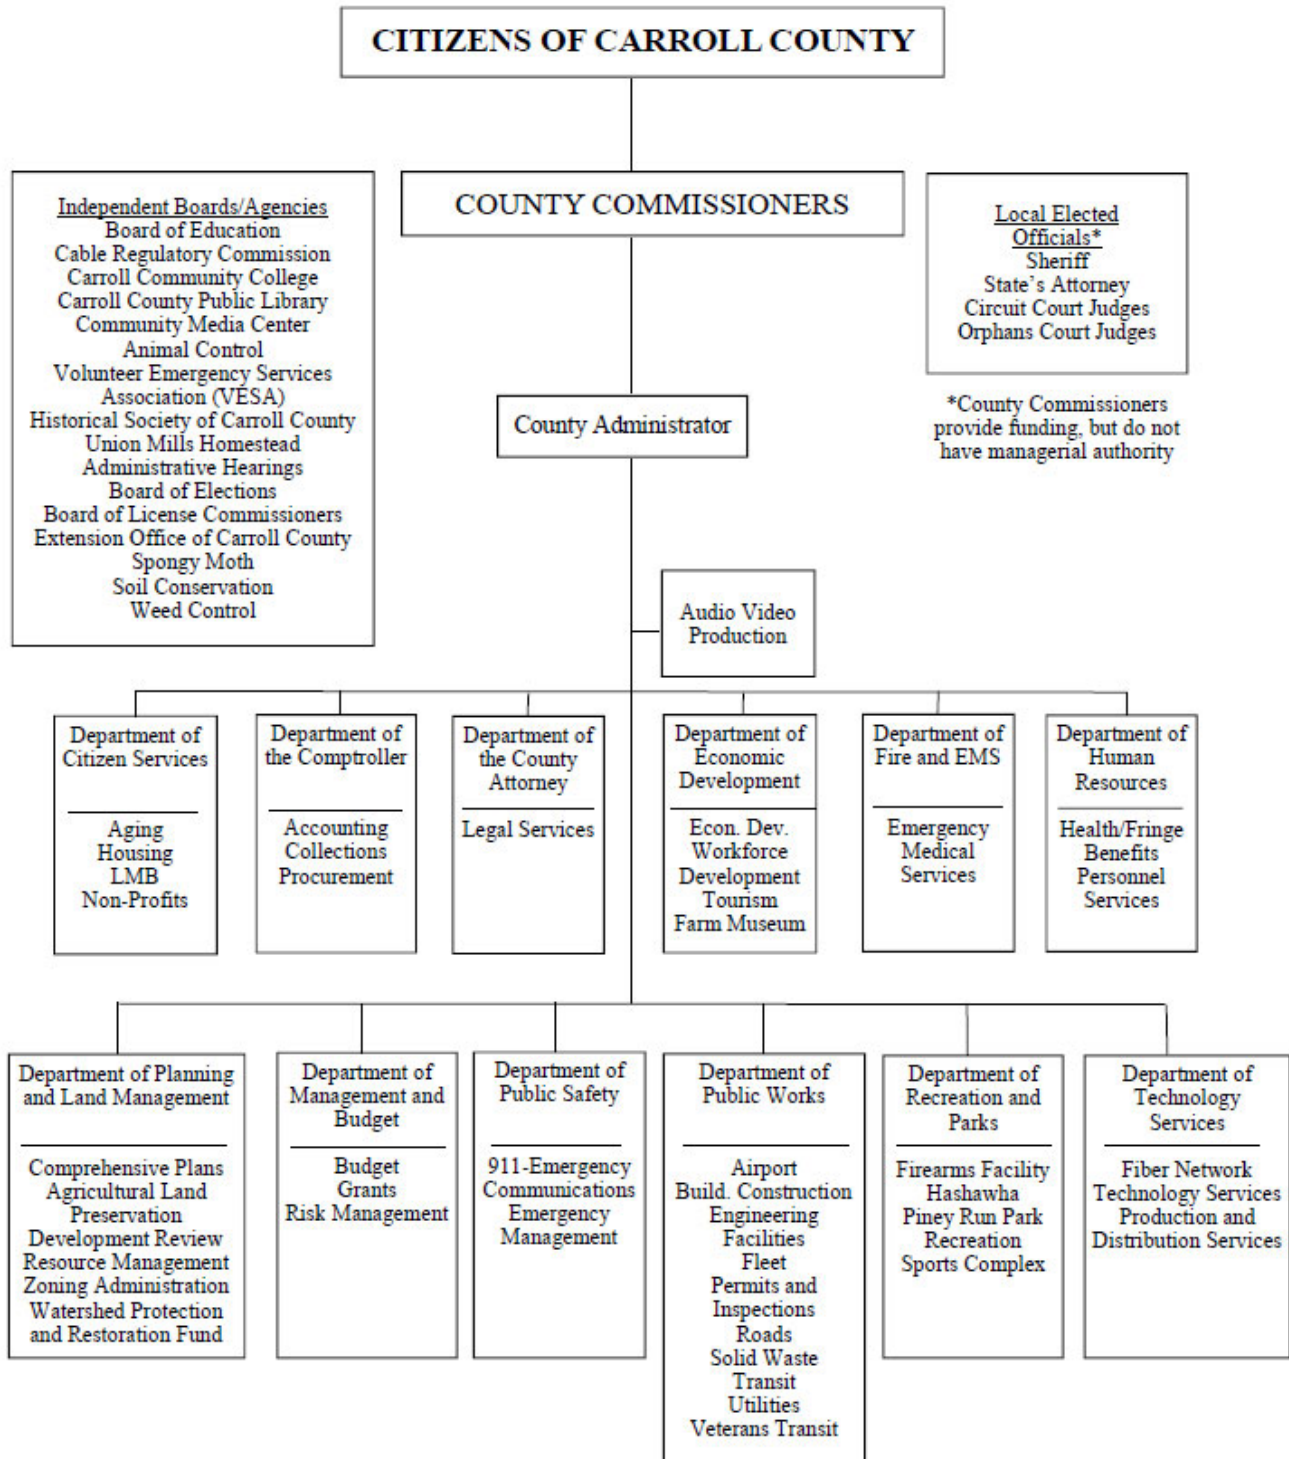 CITIZENS OF CARROLL COUNTY
Independent Boards/Agencies
Board of Education
Cable Regulatory Commission
Carroll Community College
Carroll County Public Library
Community Media Center
Animal Control
Volunteer Emergency Services
Association (VESA)
Historical Society of Carroll County
Union Mills Homestead
Administrative Hearings
Board of Elections
Board of License Commissioners
Extension Office of Carroll County
Spongy Moth
Soil Conservation
Weed Control
COUNTY COMMISSIONERS
Local Elected
Officials*
Sheriff
State’s Attorney
Circuit Court Judges
Orphans Court Judges
*County Commissioners
provide funding, but do not
have managerial authority
County Administrator
Audio Video
Production
Department of
Citizen Services
Aging
Housing
LMB
Non-Profits
Department of
the Comptroller
Accounting
Collections
Procurement
Department of
the County
Attorney
Legal Services
Department of
Economic
Development
Econ. Dev.
Workforce
Development
Tourism
Farm Museum
Department of
Fire and EMS
Emergency
Medical
Services
Department of
Human
Resources
Health/Fringe
Benefits
Personnel
Services
Department of Planning
and Land Management
Comprehensive Plans
Agricultural Land
Preservation
Development Review
Resource Management
Zoning Administration
Watershed Protection
and Restoration Fund
Department of
Management and
Budget
Budget
Grants
Risk Management
Department of
Public Safety
911-Emergency
Communications
Emergency
Management
Department of
Public Works
Airport
Build. Construction
Engineering
Facilities
Fleet
Permits and
Inspections
Roads
Solid Waste
Transit
Utilities
Veterans Transit
Department of
Recreation and
Parks
Firearms Facility
Hashawha
Piney Run Park
Recreation
Sports Complex
Department of
Technology
Services
Fiber Network
Technology Services
Production and
Distribution Services